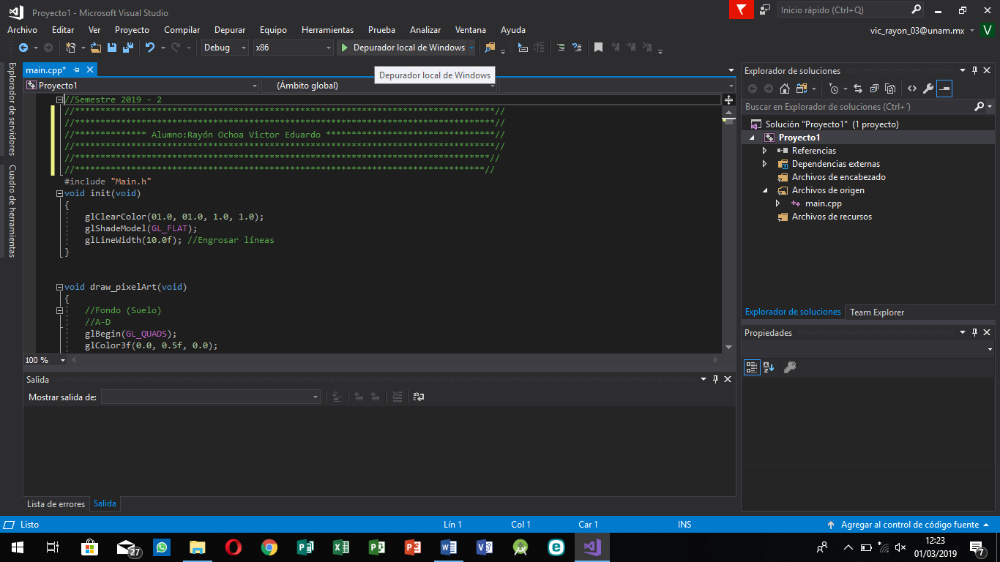 Proyecto1 - Microsoft Visual Studio
Inicio rápido (Ctrl+Q)
Archivo Editar Ver Proyecto Compilar Depurar Equipo Herramientas Prueba Analizar Ventana Ayuda
vic_rayon_03@unam.mx V
Debug x86 Depurador local de Windows
Depurador local de Windows
Explorador de servidores
Cuadro de herramientas
main.cpp*
Proyecto1 (Ámbito global)
//Semestre 2019 - 2
//**********************************************************************************//
//**********************************************************************************//
//************** Alumno:Rayón Ochoa Victor Eduardo *********************************//
//**********************************************************************************//
//*********************************************************************************//
//********************************************************************************//
#include "Main.h"
void init(void)
{
glClearColor(01.0, 01.0, 1.0, 1.0);
glShadeModel(GL_FLAT);
glLineWidth(10.0f); //Engrosar líneas
}
void draw_pixelArt(void)
{
//Fondo (Suelo)
//A-D
glBegin(GL_QUADS);
glColor3f(0.0, 0.5f, 0.0);
100 %
Salida
Mostrar salida de:
Lista de errores Salida
Explorador de soluciones
Buscar en Explorador de soluciones (Ctrl+´)
Solución "Proyecto1" (1 proyecto)
Proyecto1
Referencias
Dependencias externas
Archivos de encabezado
Archivos de origen
main.cpp
Archivos de recursos
Explorador de soluciones Team Explorer
Propiedades
Listo Lín 1 Col 1 Car 1 INS Agregar al control de código fuente
27
12:23
01/03/2019
7